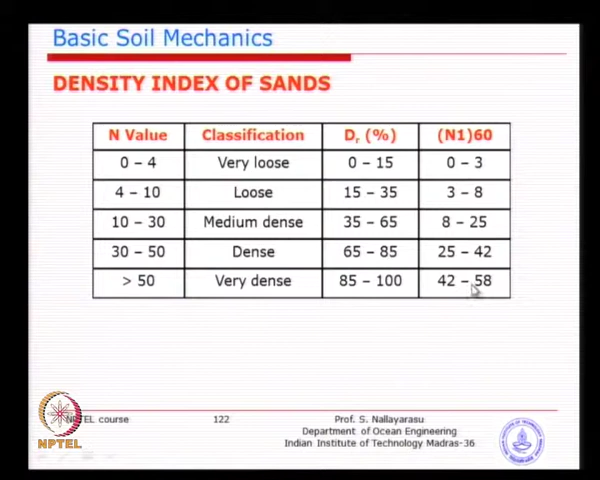 Basic Soil Mechanics
DENSITY INDEX OF SANDS
N Value Classification Dr (%) (N1)60
0 – 4 Very loose 0 – 15 0 – 3
4 – 10 Loose 15 – 35 3 – 8
10 – 30 Medium dense 35 – 65 8 – 25
30 – 50 Dense 65 – 85 25 – 42
> 50 Very dense 85 – 100 42 – 58
NPTEL course 122 Prof. S. Nallayarasu
Department of Ocean Engineering
Indian Institute of Technology Madras-36
NPTEL